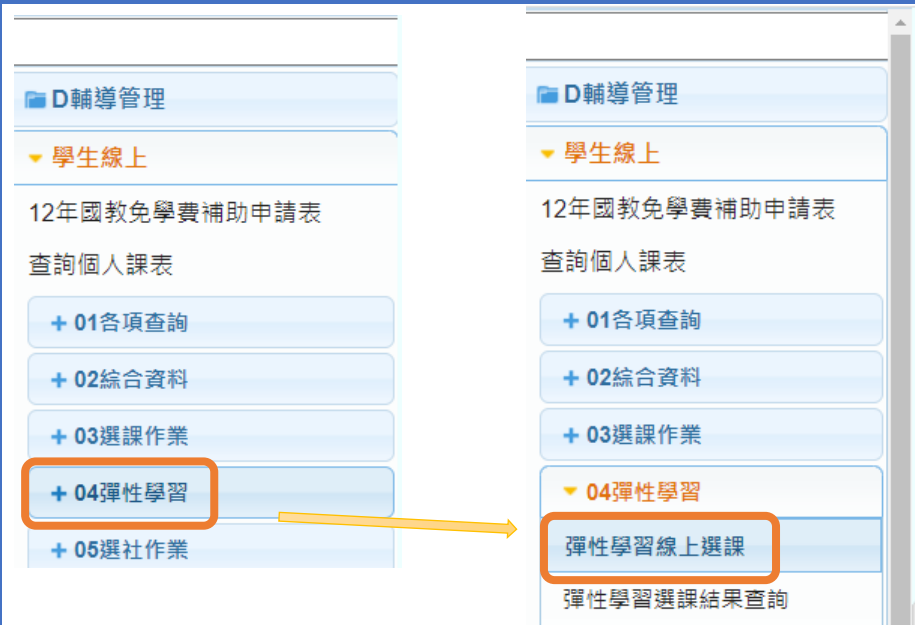 D輔導管理
學生線上
12年國教免學費補助申請表
查詢個人課表
01各項查詢
02綜合資料
03選課作業
04彈性學習
05選社作業
D輔導管理
學生線上
12年國教免學費補助申請表
查詢個人課表
01各項查詢
02綜合資料
03選課作業
04彈性學習
彈性學習線上選課
彈性學習選課結果查詢